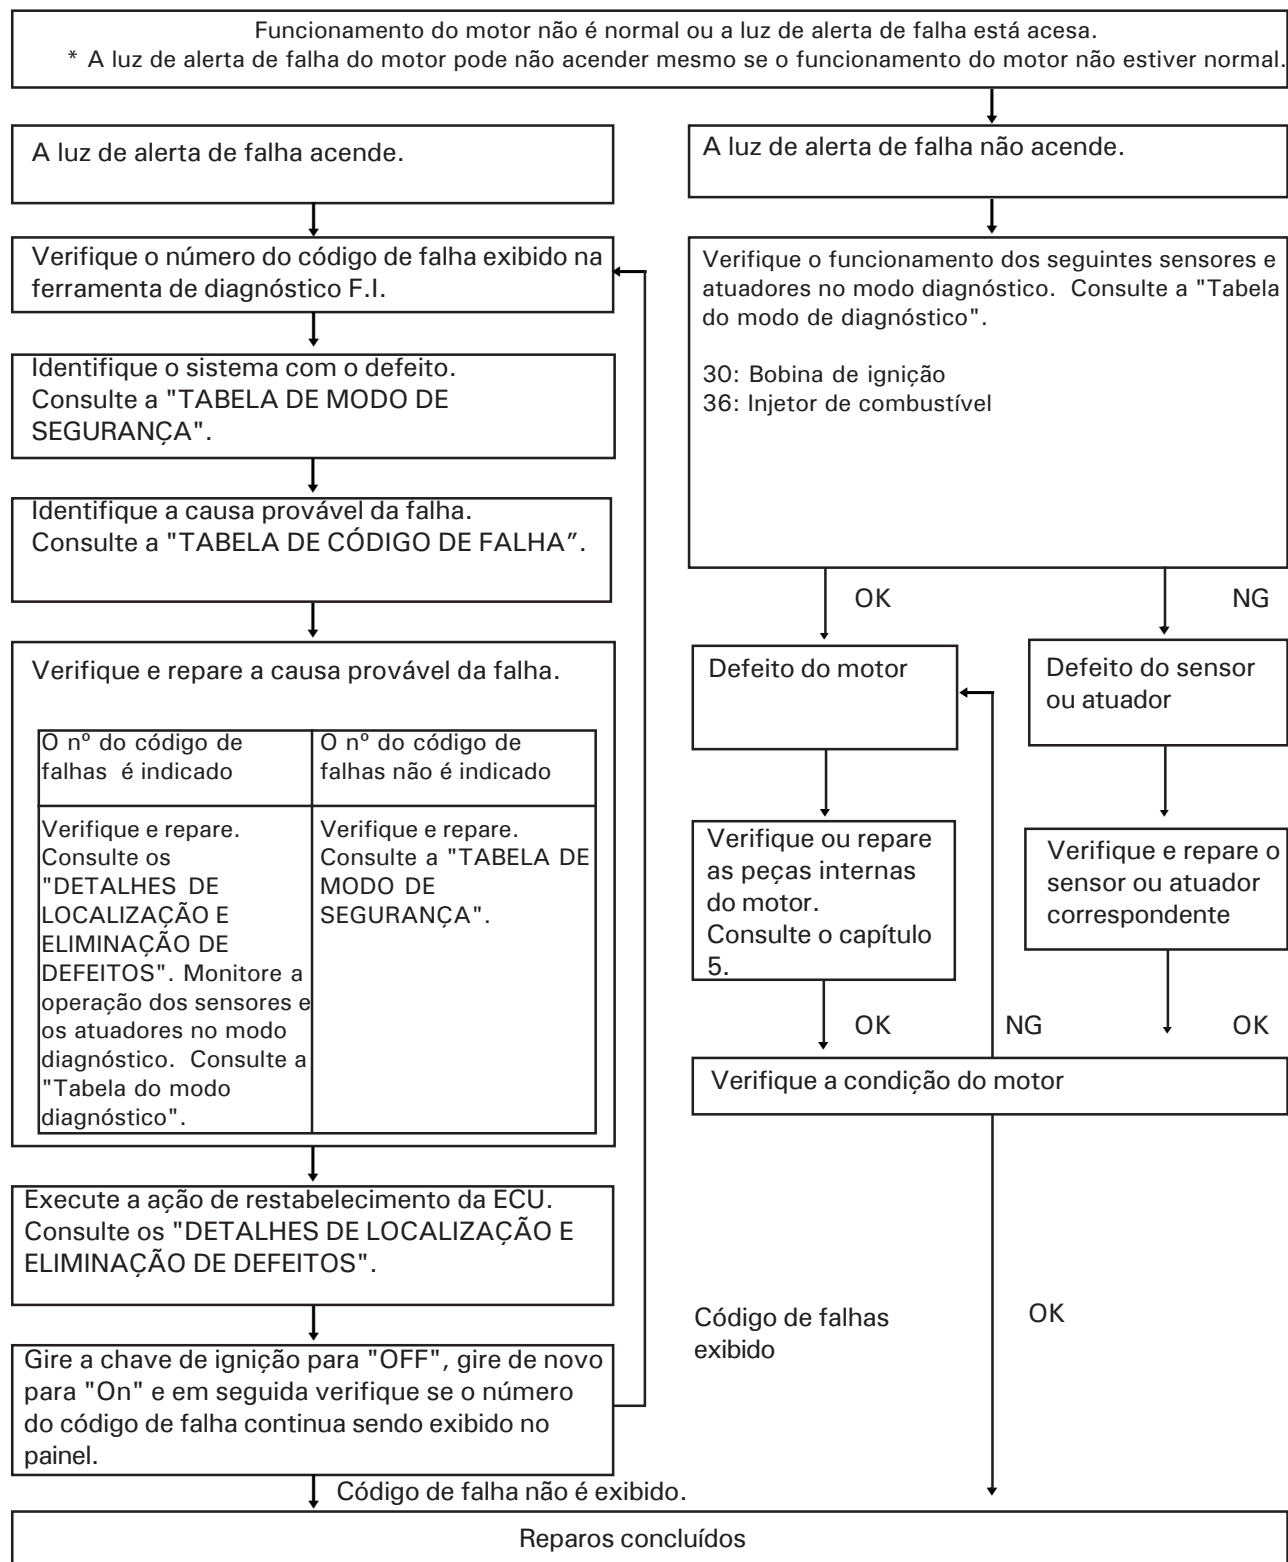 Funcionamento do motor não é normal ou a luz de alerta de falha está acesa.
* A luz de alerta de falha do motor pode não acender mesmo se o funcionamento do motor não estiver normal.
A luz de alerta de falha acende.
Verifique o número do código de falha exibido na
ferramenta de diagnóstico F.I.
Identifique o sistema com o defeito.
Consulte a "TABELA DE MODO DE
SEGURANÇA".
Identifique a causa provável da falha.
Consulte a "TABELA DE CÓDIGO DE FALHA”.
Verifique e repare a causa provável da falha.
O nº do código de
falhas é indicado
O nº do código de
falhas não é indicado
Verifique e repare.
Consulte os
"DETALHES DE
LOCALIZAÇÃO E
ELIMINAÇÃO DE
DEFEITOS". Monitore a
operação dos sensores e
os atuadores no modo
diagnóstico. Consulte a
"Tabela do modo
diagnóstico".
Verifique e repare.
Consulte a "TABELA DE
MODO DE
SEGURANÇA".
Execute a ação de restabelecimento da ECU.
Consulte os "DETALHES DE LOCALIZAÇÃO E
ELIMINAÇÃO DE DEFEITOS".
Gire a chave de ignição para "OFF", gire de novo
para "On" e em seguida verifique se o número
do código de falha continua sendo exibido no
painel.
Código de falha não é exibido.
A luz de alerta de falha não acende.
Verifique o funcionamento dos seguintes sensores e
atuadores no modo diagnóstico. Consulte a "Tabela
do modo de diagnóstico".
30: Bobina de ignição
36: Injetor de combustível
OK
NG
Defeito do motor
Defeito do sensor
ou atuador
Verifique ou repare
as peças internas
do motor.
Consulte o capítulo
5.
Verifique e repare o
sensor ou atuador
correspondente
OK
NG
OK
Verifique a condição do motor
Código de falhas
exibido
OK
Reparos concluídos